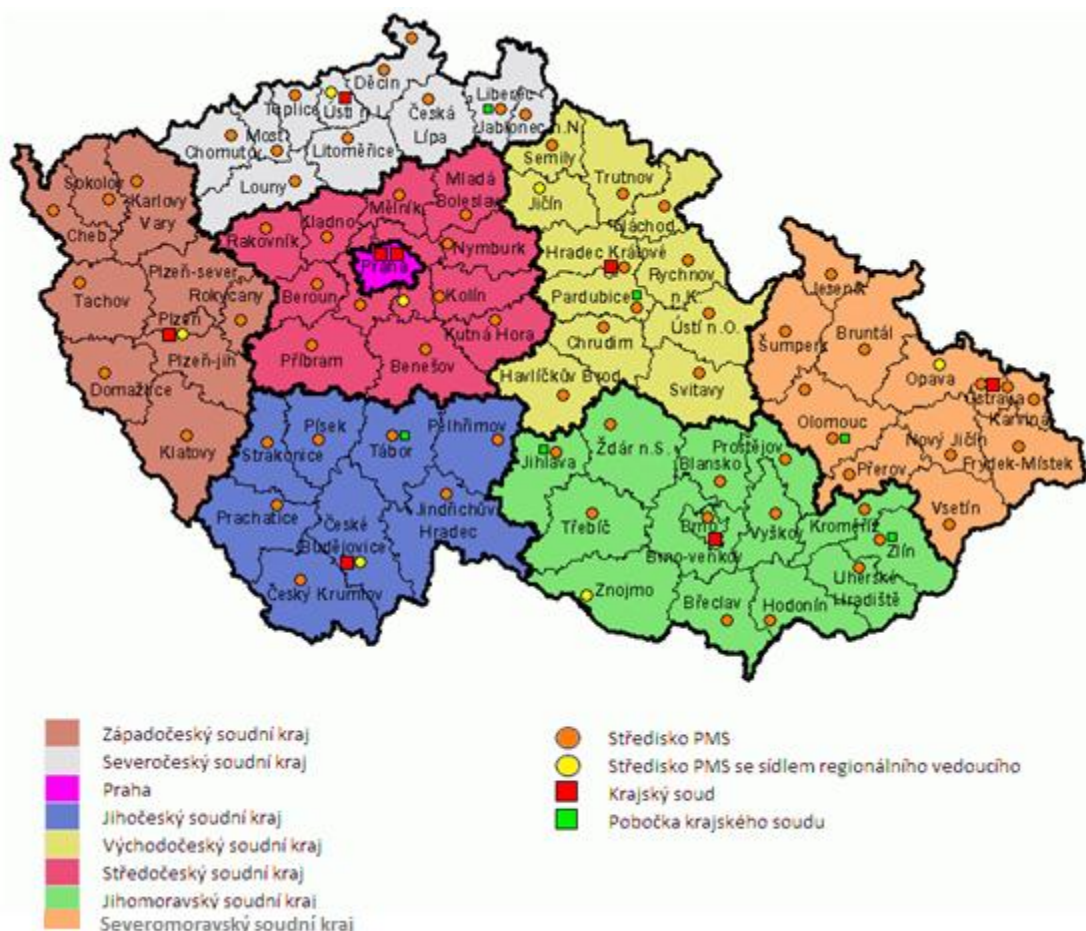 Děcín
Liberec
Teplice
Ústí n.L.
Česká
Lípa
Jablonec n.N.
Most
Chomutov
Litoměřice
Semily
Louny
Trutnov
Mladá
Boleslav
Sokolov
Karlovy
Vary
Mělník
Jičín
Náchod
Kladno
Cheb
Rakovník
Nymburk
Hradec Králové
Praha
Plzeň-sever
Rychnov
n.K.
Jeseník
Tachov
Rokycany
Beroun
Kolín
Pardubice
Plzeň
Kutná Hora
Ústí n.O.
Bruntál
Šumperk
Chrudim
Plzeň-jih
Příbram
Benešov
Opava
Domažlice
Havlíčkův Brod
Svitavy
Ostrava
Karviná
Olomouc
Písek
Pelhřimov
Klatovy
Strakonice
Tábor
Ždár n.S.
Prostějov
Nový Jičín
Jihlava
Blansko
Frýdek-Místek
Přerov
Prachatice
Jindřichův
Hradec
Vsetín
České
Budějovice
Třebíč
Brno
Vyškov
Kroměříž
Brno-venkov
Zlín
Uherské
Hradiště
Český Krumlov
Znojmo
Břeclav
Hodonín
Západočeský soudní kraj
Severočeský soudní kraj
Praha
Jihočeský soudní kraj
Východočeský soudní kraj
Středočeský soudní kraj
Jihomoravský soudní kraj
Severomoravský soudní kraj
Středisko PMS
Středisko PMS se sídlem regionálního vedoucího
Krajský soud
Pobočka krajského soudu